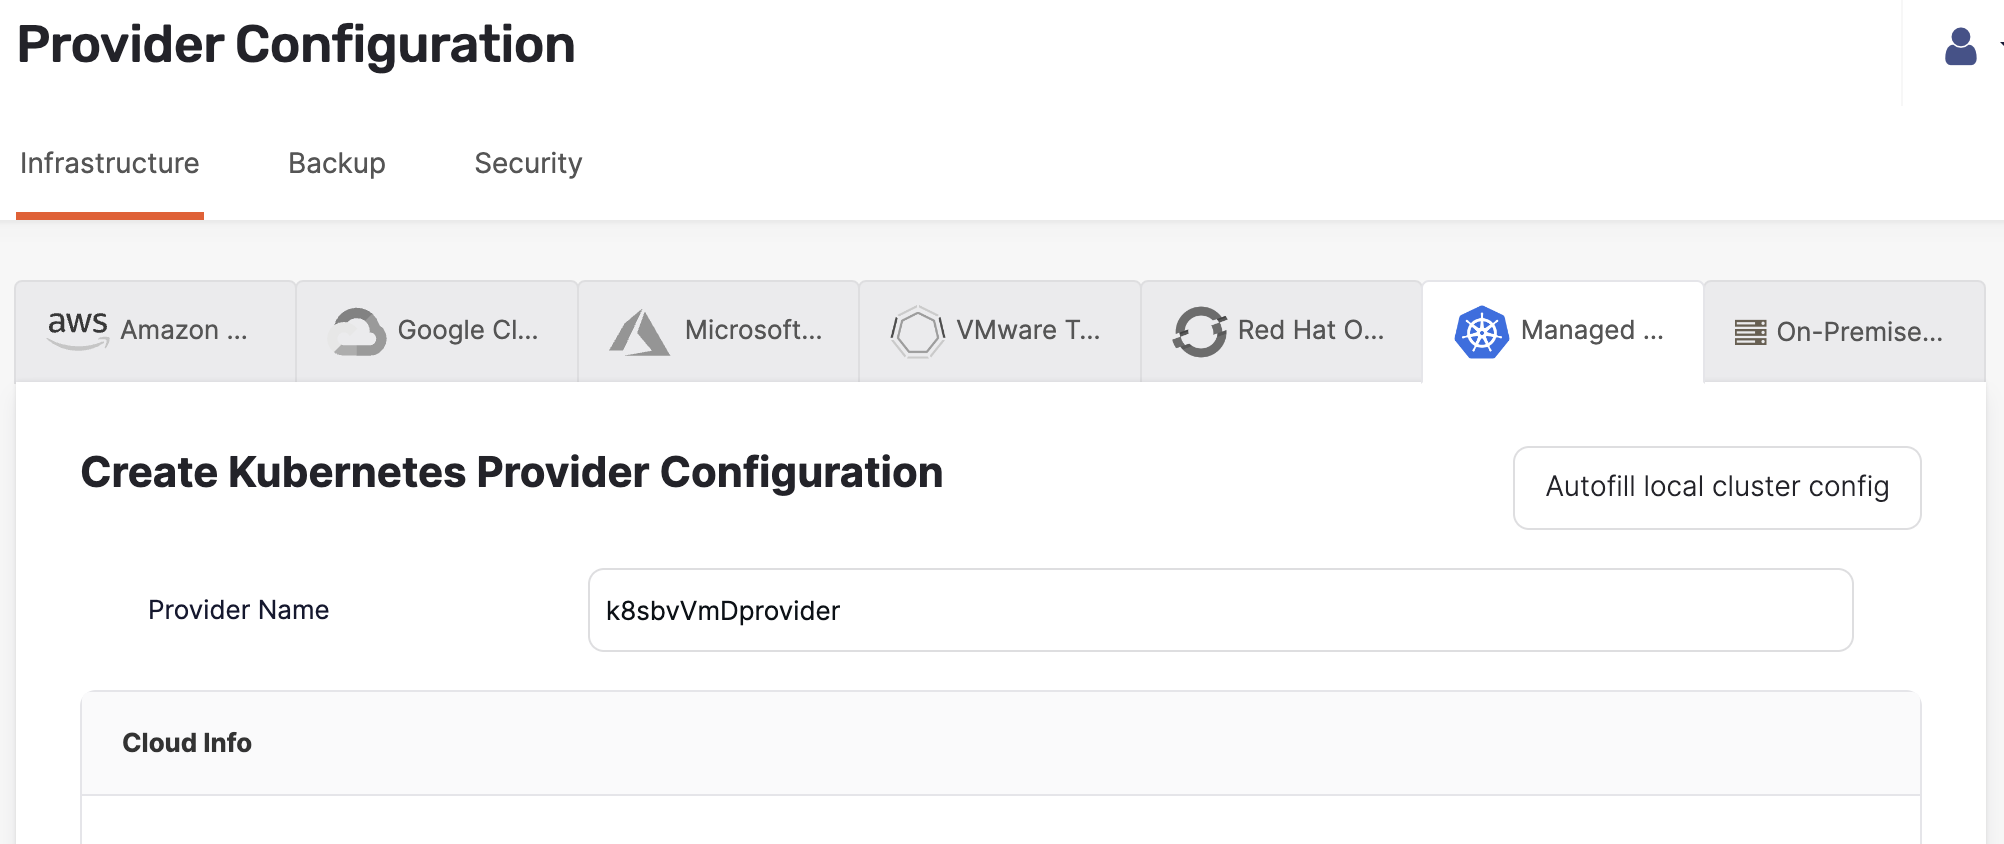 Provider Configuration
Infrastructure Backup Security
aws Amazon ... Google Cl... Microsoft... VMware T... Red Hat O... Managed ... On-Premise...
Create Kubernetes Provider Configuration
Autofill local cluster config
Provider Name k8sbvVmDprovider
Cloud Info